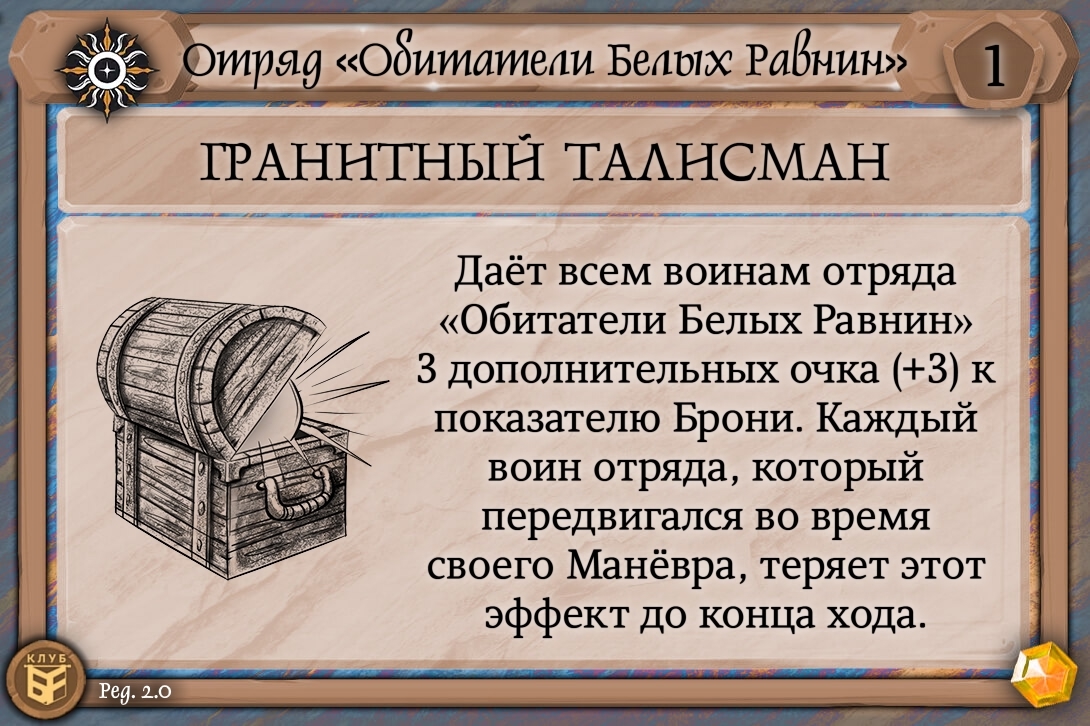 Отряд «Обитатели Белых Равнин»
1
ГРАНИТНЫЙ ТАЛИСМАН
Даёт всем воинам отряда
«Обитатели Белых Равнин»
3 дополнительных очка (+3) к
показателю Брони. Каждый
воин отряда, который
передвигался во время
своего Манёвра, теряет этот
эффект до конца хода.
КЛУБ
Ред. 2.0